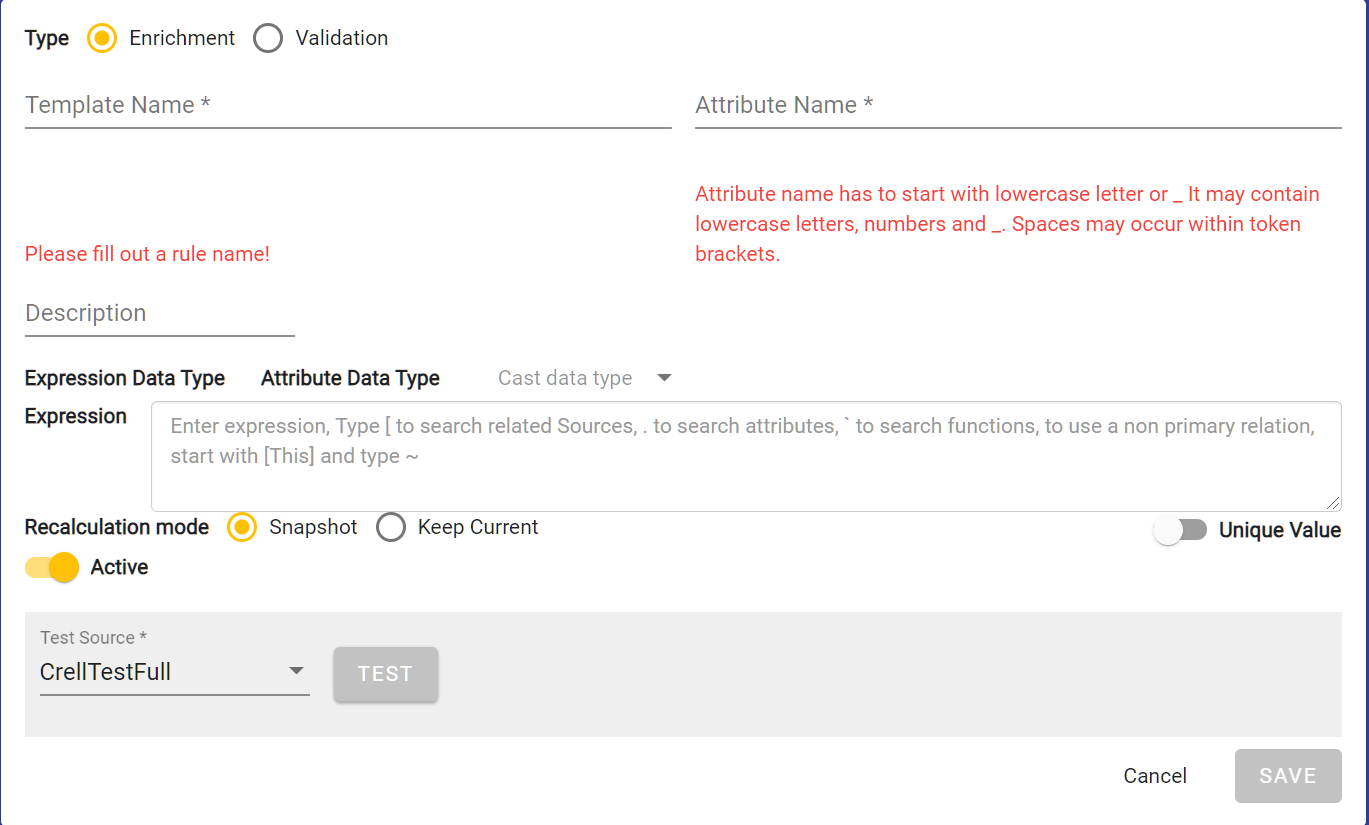 Type Enrichment Validation
Template Name * Attribute Name *
Attribute name has to start with lowercase letter or _ It may contain
lowercase letters, numbers and _. Spaces may occur within token
Please fill out a rule name! brackets.
Description
Expression Data Type Attribute Data Type Cast data type
Expression Enter expression, Type [ to search related Sources, . to search attributes, ` to search functions, to use a non primary relation,
start with [This] and type ~
Recalculation mode Snapshot Keep Current Unique Value
Active
Test Source *
CrellTestFull TEST
Cancel SAVE